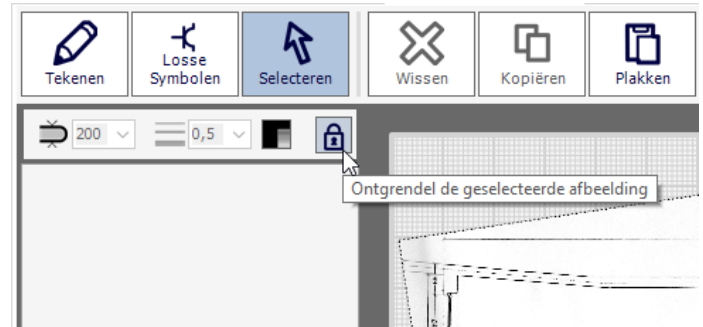 Tekenen
Losse
Symbolen
Selecteren
Wissen
Kopiëren
Plakken
200
0,5
Ontgrendel de geselecteerde afbeelding